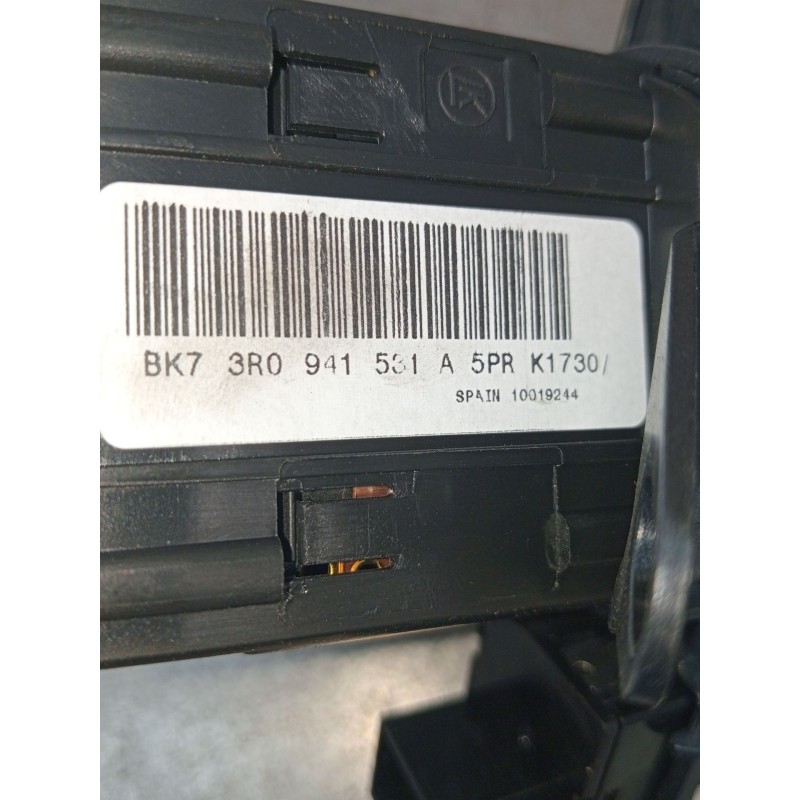 BK7 3R0 941 531 A 5PR K1730/
SPAIN 10019244